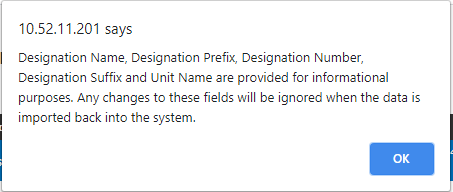 10.52.11.201 says
Designation Name, Designation Prefix, Designation Number,
Designation Suffix and Unit Name are provided for informational
purposes. Any changes to these fields will be ignored when the data is
imported back into the system.
OK